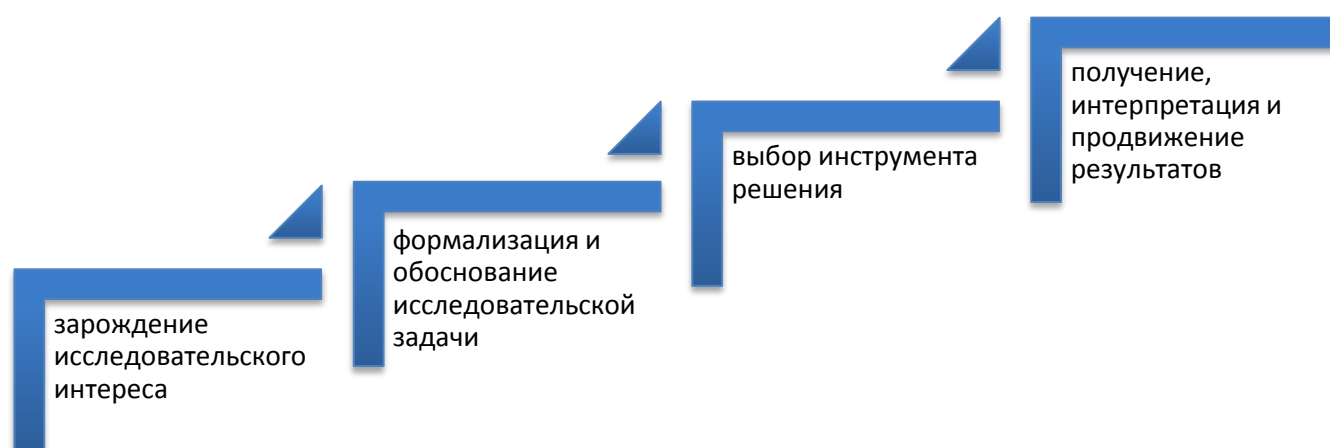 зарождение
исследовательского
интереса
формализация и
обоснование
исследовательской
задачи
выбор инструмента
решения
получение,
интерпретация и
продвижение
результатов